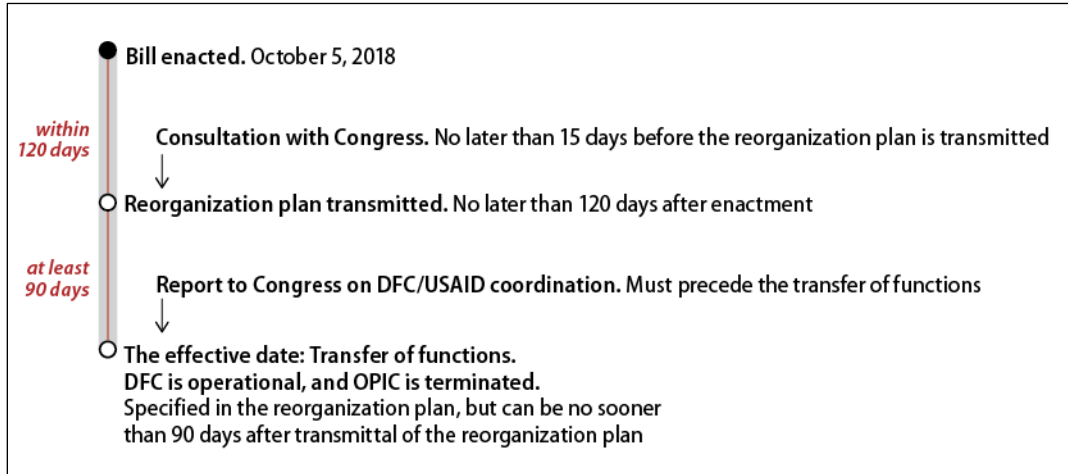 Bill enacted. October 5, 2018
within
120 days
Consultation with Congress. No later than 15 days before the reorganization plan is transmitted
Reorganization plan transmitted. No later than 120 days after enactment
at least
90 days
Report to Congress on DFC/USAID coordination. Must precede the transfer of functions
The effective date: Transfer of functions.
DFC is operational, and OPIC is terminated.
Specified in the reorganization plan, but can be no sooner
than 90 days after transmittal of the reorganization plan